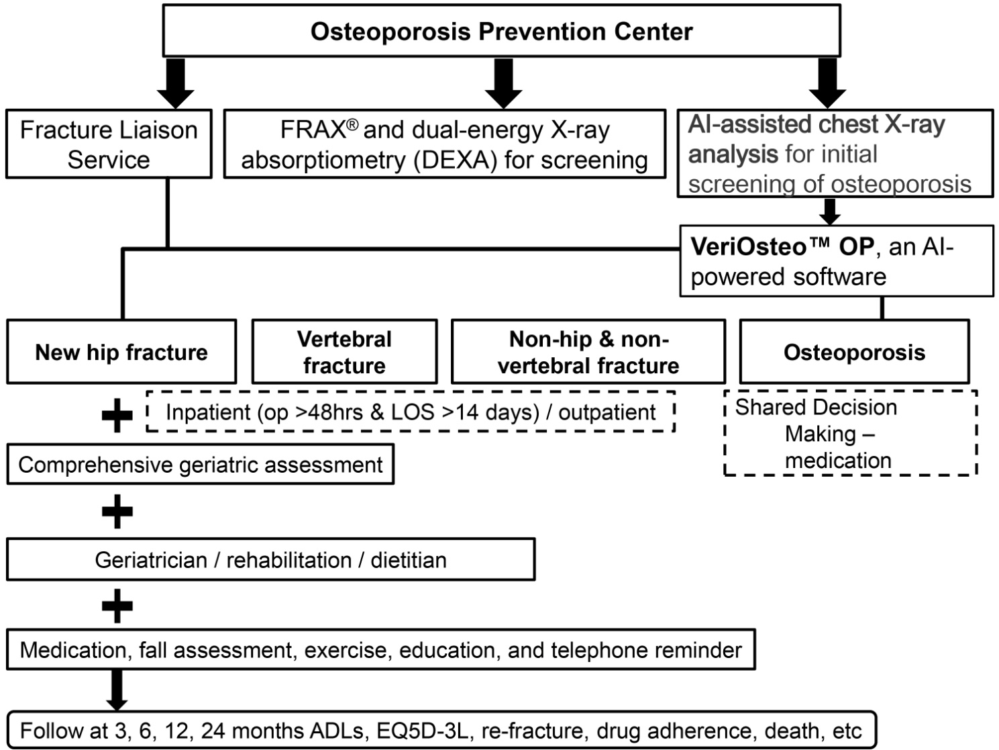 Osteoporosis Prevention Center
Fracture Liaison
Service
FRAX® and dual-energy X-ray
absorptiometry (DEXA) for screening
AI-assisted chest X-ray
analysis for initial
screening of osteoporosis
VeriOsteo™ OP, an AI-
powered software
New hip fracture
Vertebral
fracture
Non-hip & non-
vertebral fracture
Osteoporosis
Inpatient (op >48hrs & LOS >14 days) / outpatient
Shared Decision
Making –
medication
+
Comprehensive geriatric assessment
+
Geriatrician / rehabilitation / dietitian
+
Medication, fall assessment, exercise, education, and telephone reminder
Follow at 3, 6, 12, 24 months ADLs, EQ5D-3L, re-fracture, drug adherence, death, etc